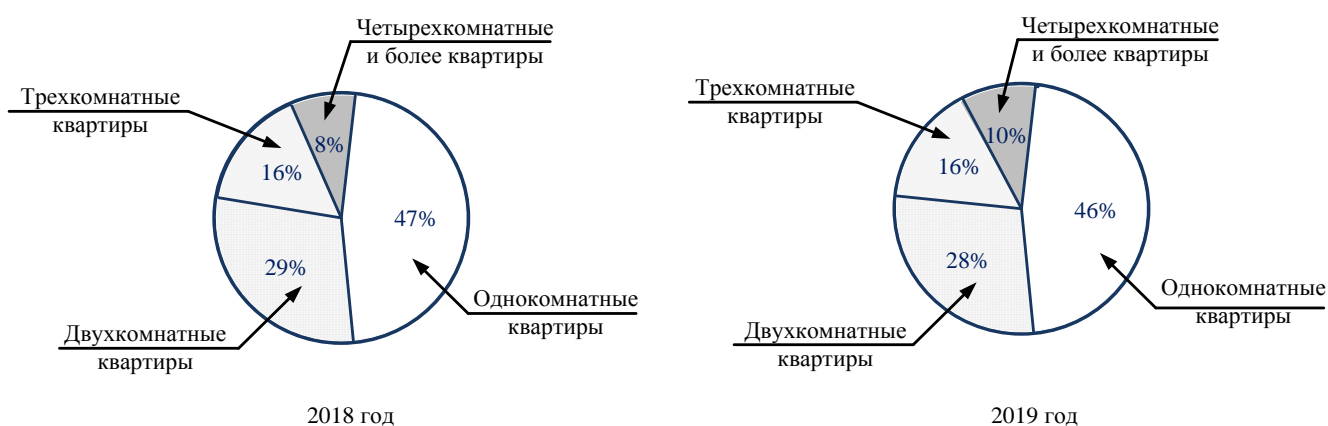 Четырехкомнатные
и более квартиры
Трехкомнатные
квартиры
8%
16%
47%
29%
Однокомнатные
квартиры
Двухкомнатные
квартиры
2018 год
Четырехкомнатные
и более квартиры
Трехкомнатные
квартиры
10%
16%
46%
28%
Однокомнатные
квартиры
Двухкомнатные
квартиры
2019 год